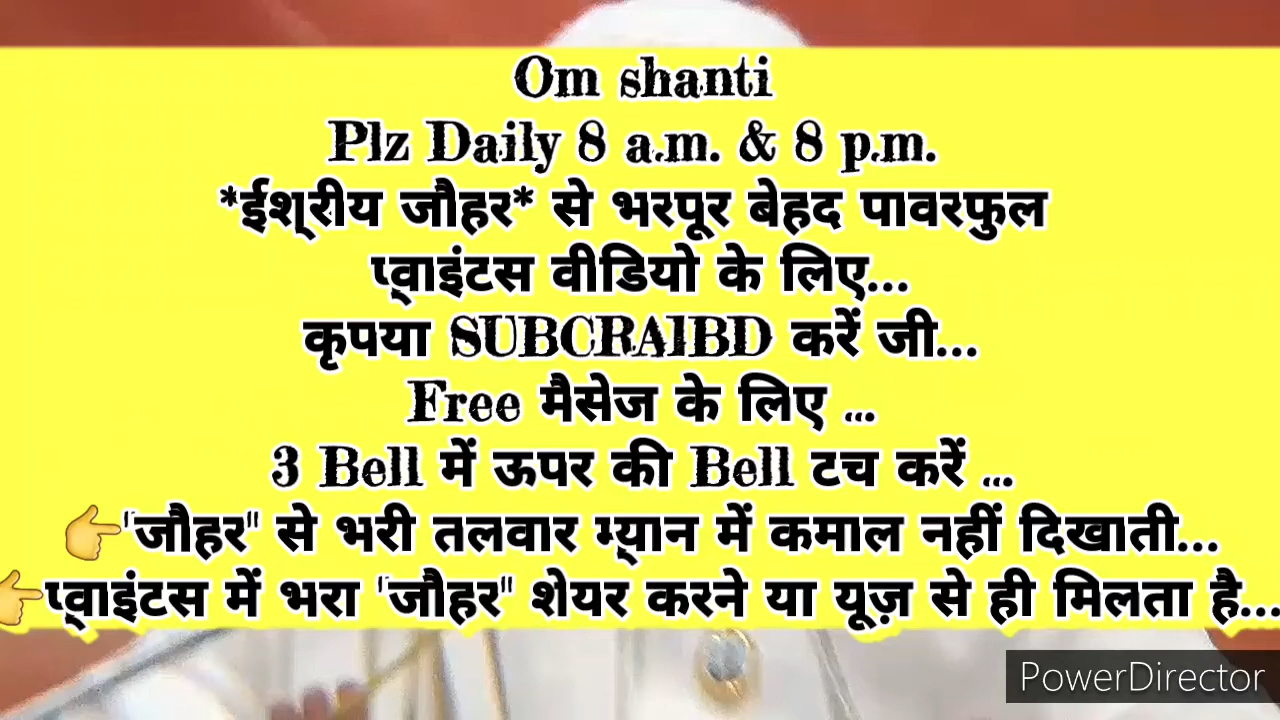 Om shanti
Plz Daily 8 a.m. & 8 p.m.
*ईश्रीय जौहर* से भरपूर बेहद पावरफुल
प्वाइंटस वीडियो के लिए...
कृपया SUBCRAIBD करें जी...
Free मैसेज के लिए ...
3 Bell में ऊपर की Bell टच करें ...
👉"जौहर" से भरी तलवार म्यान में कमाल नहीं दिखाती...
👉प्वाइंटस में भरा "जौहर" शेयर करने या यूज़ से ही मिलता है...
PowerDirector